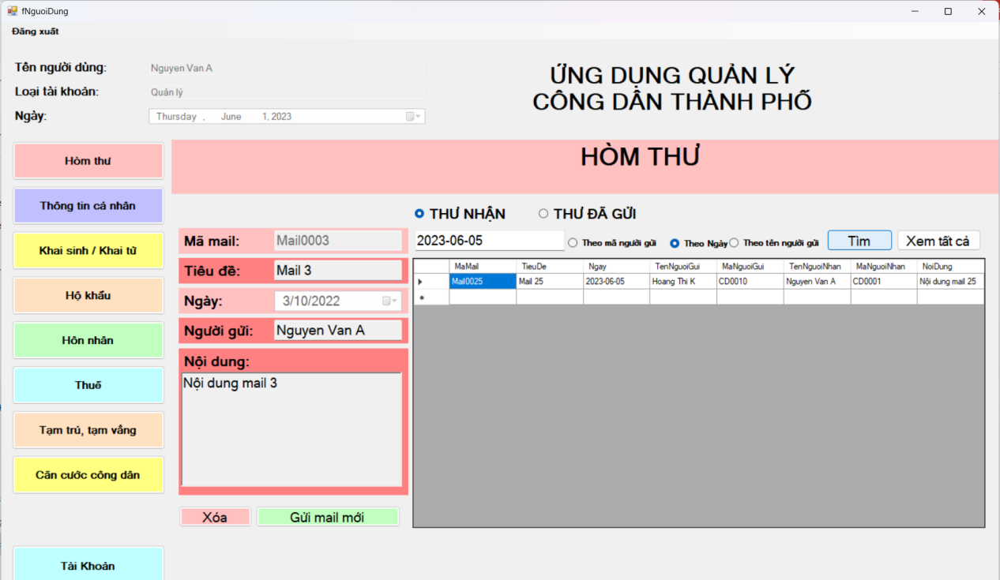 fNguoiDung
Đăng xuất
Tên người dùng: Nguyen Van A
Loại tài khoản: Quản lý
Ngày: Thursday , June 1, 2023
ỨNG DỤNG QUẢN LÝ
CÔNG DÂN THÀNH PHỐ
Hòm thư
Thông tin cá nhân
Khai sinh / Khai tử
Hộ khẩu
Hôn nhân
Thuế
Tạm trú, tạm vắng
Căn cước công dân
Tài Khoản
HÒM THƯ
THƯ NHẬN THƯ ĐÃ GỬI
Mã mail: Mail0003
Tiêu đề: Mail 3
Ngày: 3/10/2022
Người gửi: Nguyen Van A
Nội dung:
Nội dung mail 3
Xóa Gửi mail mới
2023-06-05 Theo mã người gửi Theo Ngày Theo tên người gửi Tìm Xem tất cả
MaMail TieuDe Ngay TenNguoiGui MaNguoiGui TenNguoiNhan MaNguoiNhan NoiDung
Mail0025 Mail 25 2023-06-05 Hoang Thi K CD0010 Nguyen Van A CD0001 Nội dung mail 25